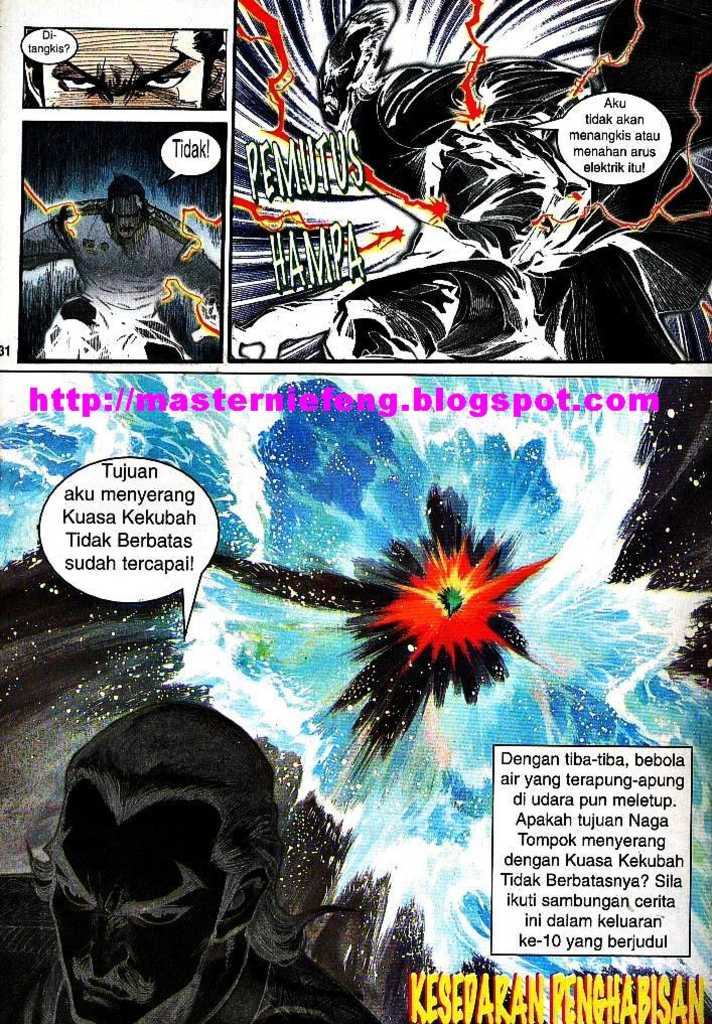 Di-
tangkis?
Tidak!
PEMUTUS
HAMPA
Aku
tidak akan
menangkis atau
menahan arus
elektrik itu!
31
http://masterniefeng.blogspot.com
Tujuan
aku menyerang
Kuasa Kekubah
Tidak Berbatas
sudah tercapai!
Dengan tiba-tiba, bebola
air yang terapung-apung
di udara pun meletup.
Apakah tujuan Naga
Tompok menyerang
dengan Kuasa Kekubah
Tidak Berbatasnya? Sila
ikuti sambungan cerita
ini dalam keluaran
ke-10 yang berjudul
KESEDARAN PENGHABISAN